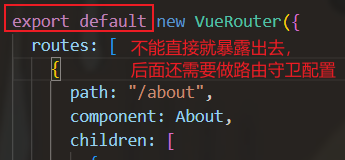 export default new VueRouter({
routes: [ 不能直接就暴露出去，
{ 后面还需要做路由守卫配置
path: "/about",
component: About,
children: [